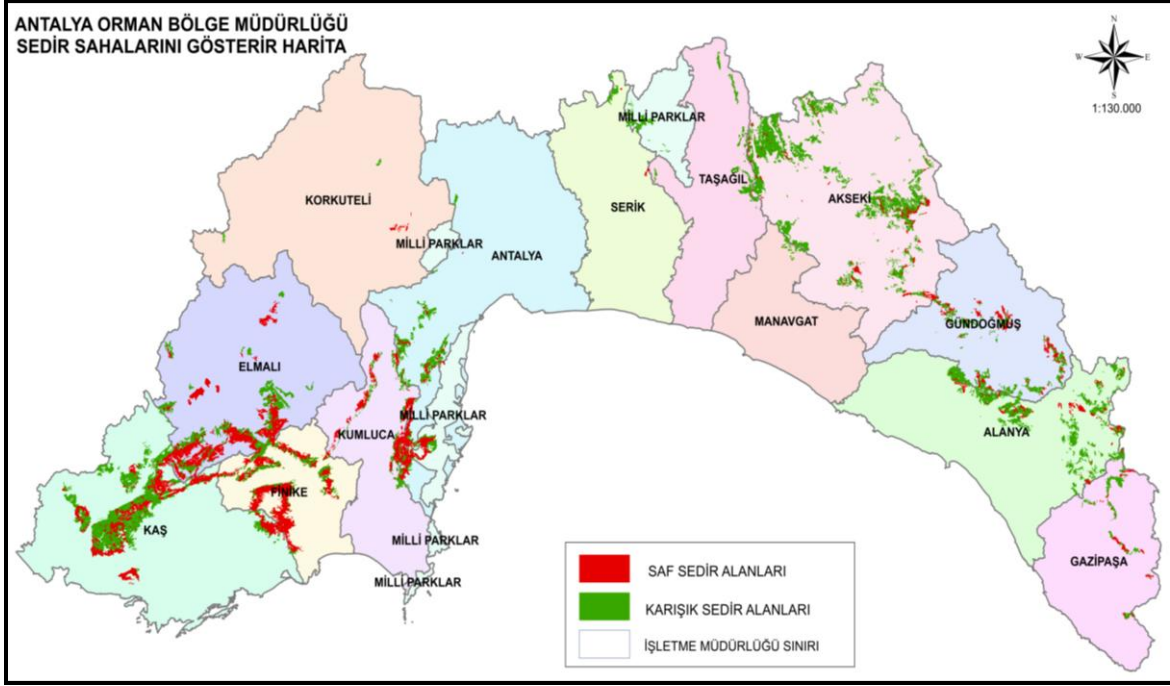 ANTALYA ORMAN BÖLGE MÜDÜRLÜĞÜ
SEDİR SAHALARINI GÖSTERİR HARİTA
N
W
E
S
1:130.000
MİLLİ PARKLAR
TAŞAĞIL
KORKUTELİ
SERİK
AKSEKİ
MİLLİ PARKLAR
ANTALYA
MANAVGAT
GÜNDOĞMUŞ
ELMALI
MİLLİ PARKLAR
KUMLUCA
ALANYA
FİNİKE
KAŞ
MİLLİ PARKLAR
GAZİPAŞA
MİLLİ PARKLAR
SAF SEDİR ALANLARI
KARIŞIK SEDİR ALANLARI
İŞLETME MÜDÜRLÜĞÜ SINIRI